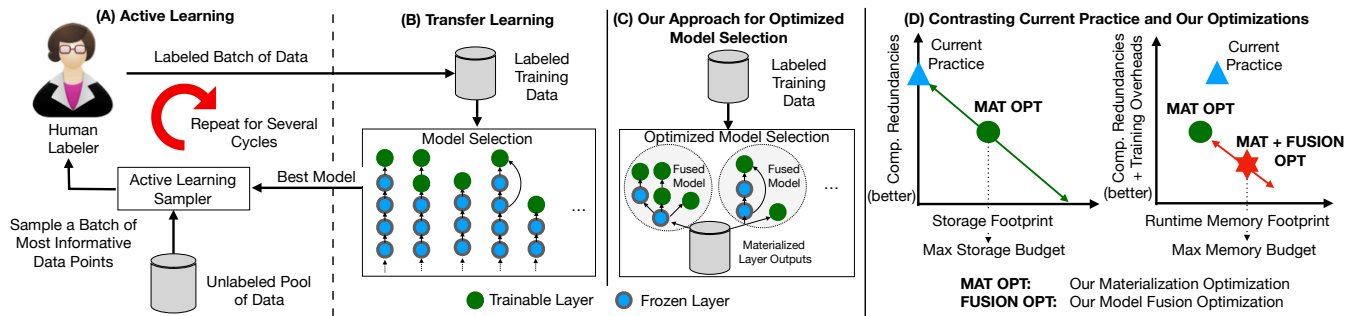 (A) Active Learning
Labeled Batch of Data
Human
Labeler
Repeat for Several
Cycles
Active Learning
Sampler
Best Model
Sample a Batch of
Most Informative
Data Points
Unlabeled Pool
of Data
(B) Transfer Learning
Labeled
Training
Data
Model Selection
...
(C) Our Approach for Optimized
Model Selection
Labeled
Training
Data
Optimized Model Selection
Fused
Model
Fused
Model
...
Materialized
Layer Outputs
Trainable Layer
Frozen Layer
(D) Contrasting Current Practice and Our Optimizations
Comp. Redundancies
(better)
Current
Practice
MAT OPT
Storage Footprint
Max Storage Budget
Comp. Redundancies
+ Training Overheads
(better)
Current
Practice
MAT OPT
MAT + FUSION
OPT
Runtime Memory Footprint
Max Memory Budget
MAT OPT: Our Materialization Optimization
FUSION OPT: Our Model Fusion Optimization